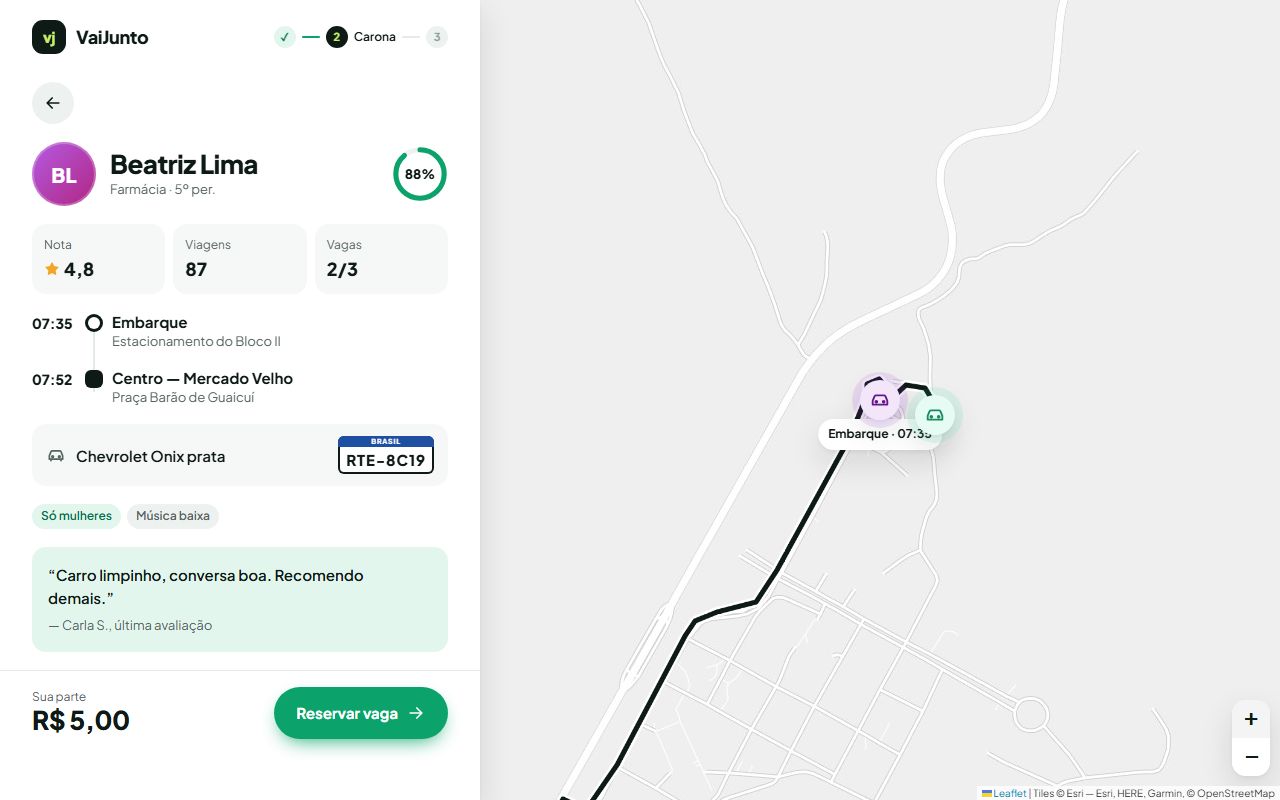 vj VaiJunto
✓ 2 Carona 3
BL
Beatriz Lima
Farmácia · 5º per.
88%
Nota
4,8
Viagens
87
Vagas
2/3
07:35 Embarque
Estacionamento do Bloco II
07:52 Centro — Mercado Velho
Praça Barão de Guaicuí
Chevrolet Onix prata
BRASIL
RTE-8C19
Só mulheres
Música baixa
“Carro limpinho, conversa boa. Recomendo
demais.”
— Carla S., última avaliação
Sua parte
R$ 5,00
Reservar vaga →
Embarque · 07:35
+
−
Leaflet | Tiles © Esri — Esri, HERE, Garmin, © OpenStreetMap